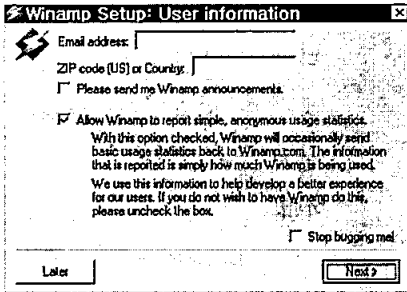 Winamp Setup: User information
Email address:
ZIP code (US) or Country:
Please send me Winamp announcements.
Allow Winamp to report simple, anonymous usage statistics.
With this option checked, Winamp will occasionally send
basic usage statistics back to Winamp.com. The information
that is reported is simply how much Winamp is being used.
We use this information to help develop a better experience
for our users. If you do not wish to have Winamp do this,
please uncheck the box.
Stop bugging me!
Later
Next >